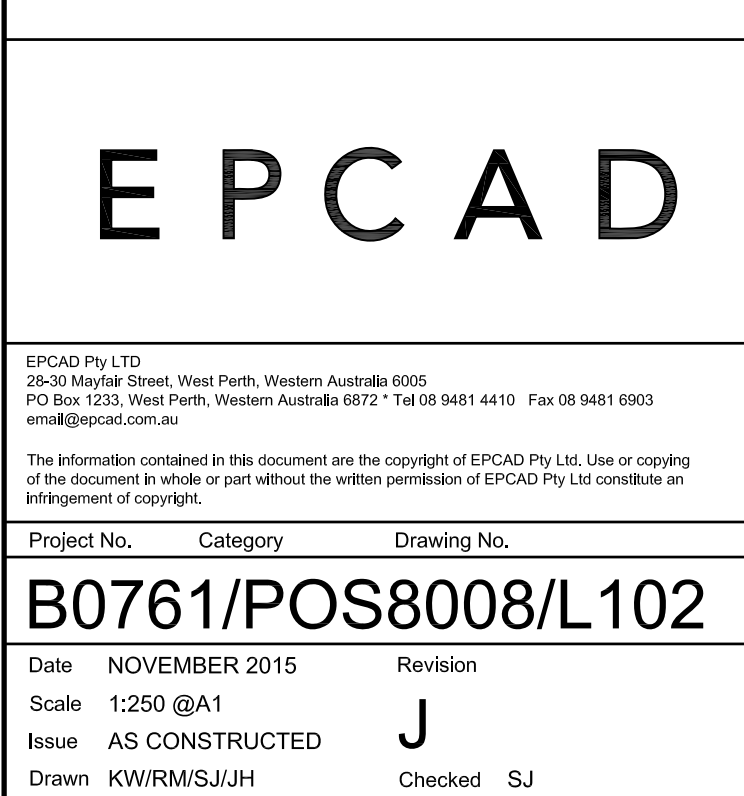 E P C A D
EPCAD Pty LTD
28-30 Mayfair Street, West Perth, Western Australia 6005
PO Box 1233, West Perth, Western Australia 6872 * Tel 08 9481 4410 Fax 08 9481 6903
email@epcad.com.au
The information contained in this document are the copyright of EPCAD Pty Ltd. Use or copying
of the document in whole or part without the written permission of EPCAD Pty Ltd constitute an
infringement of copyright.
Project No. Category Drawing No.
B0761/POS8008/L102
Date NOVEMBER 2015 Revision
Scale 1:250 @A1
J
Issue AS CONSTRUCTED
Drawn KW/RM/SJ/JH Checked SJ